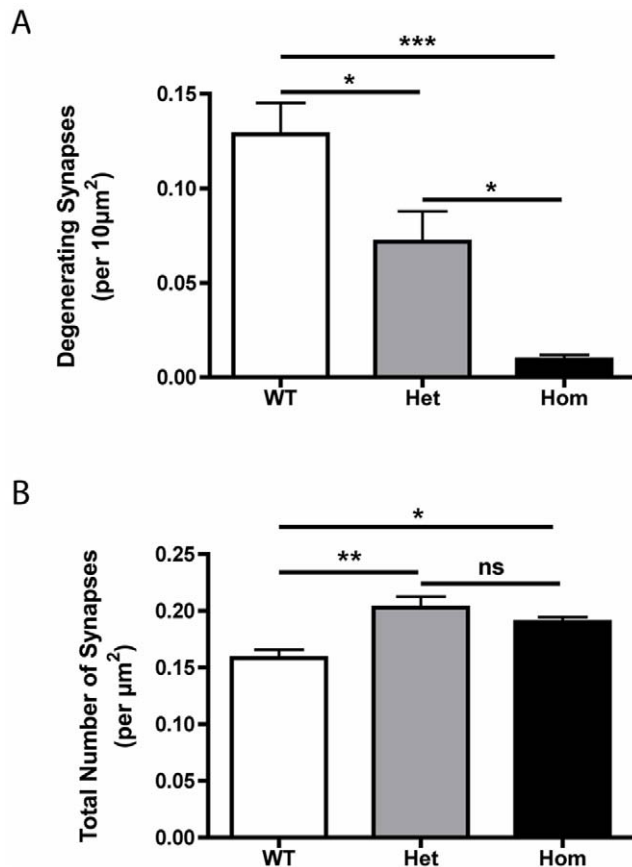 A
***
*
*
Degenerating Synapses
(per 10µm²)
0.15
0.10
0.05
0.00
WT Het Hom
B
*
**
ns
Total Number of Synapses
(per µm²)
0.25
0.20
0.15
0.10
0.05
0.00
WT Het Hom